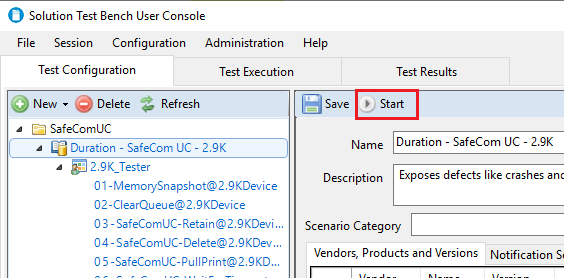 Solution Test Bench User Console
File Session Configuration Administration Help
Test Configuration Test Execution Test Results
New Delete Refresh Save Start
SafeComUC
Duration - SafeCom UC - 2.9K
2.9K_Tester
01-MemorySnapshot@2.9KDevice
02-ClearQueue@2.9KDevice
03-SafeComUC-Retain@2.9KDevi
04-SafeComUC-Delete@2.9KDev
05-SafeComUC-PullPrint@2.9KD
Name Duration - SafeCom UC - 2.9K
Description Exposes defects like crashes and
Scenario Category
Vendors, Products and Versions Notification Se
Vendor Name Version